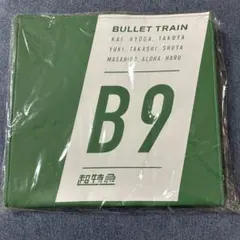 BULLET TRAIN
KAI, RYOGA, TAKUYA
YUKI, TAKASHI, SHUYA
MASAHIRO, ALOHA, HARU
B9
超特急